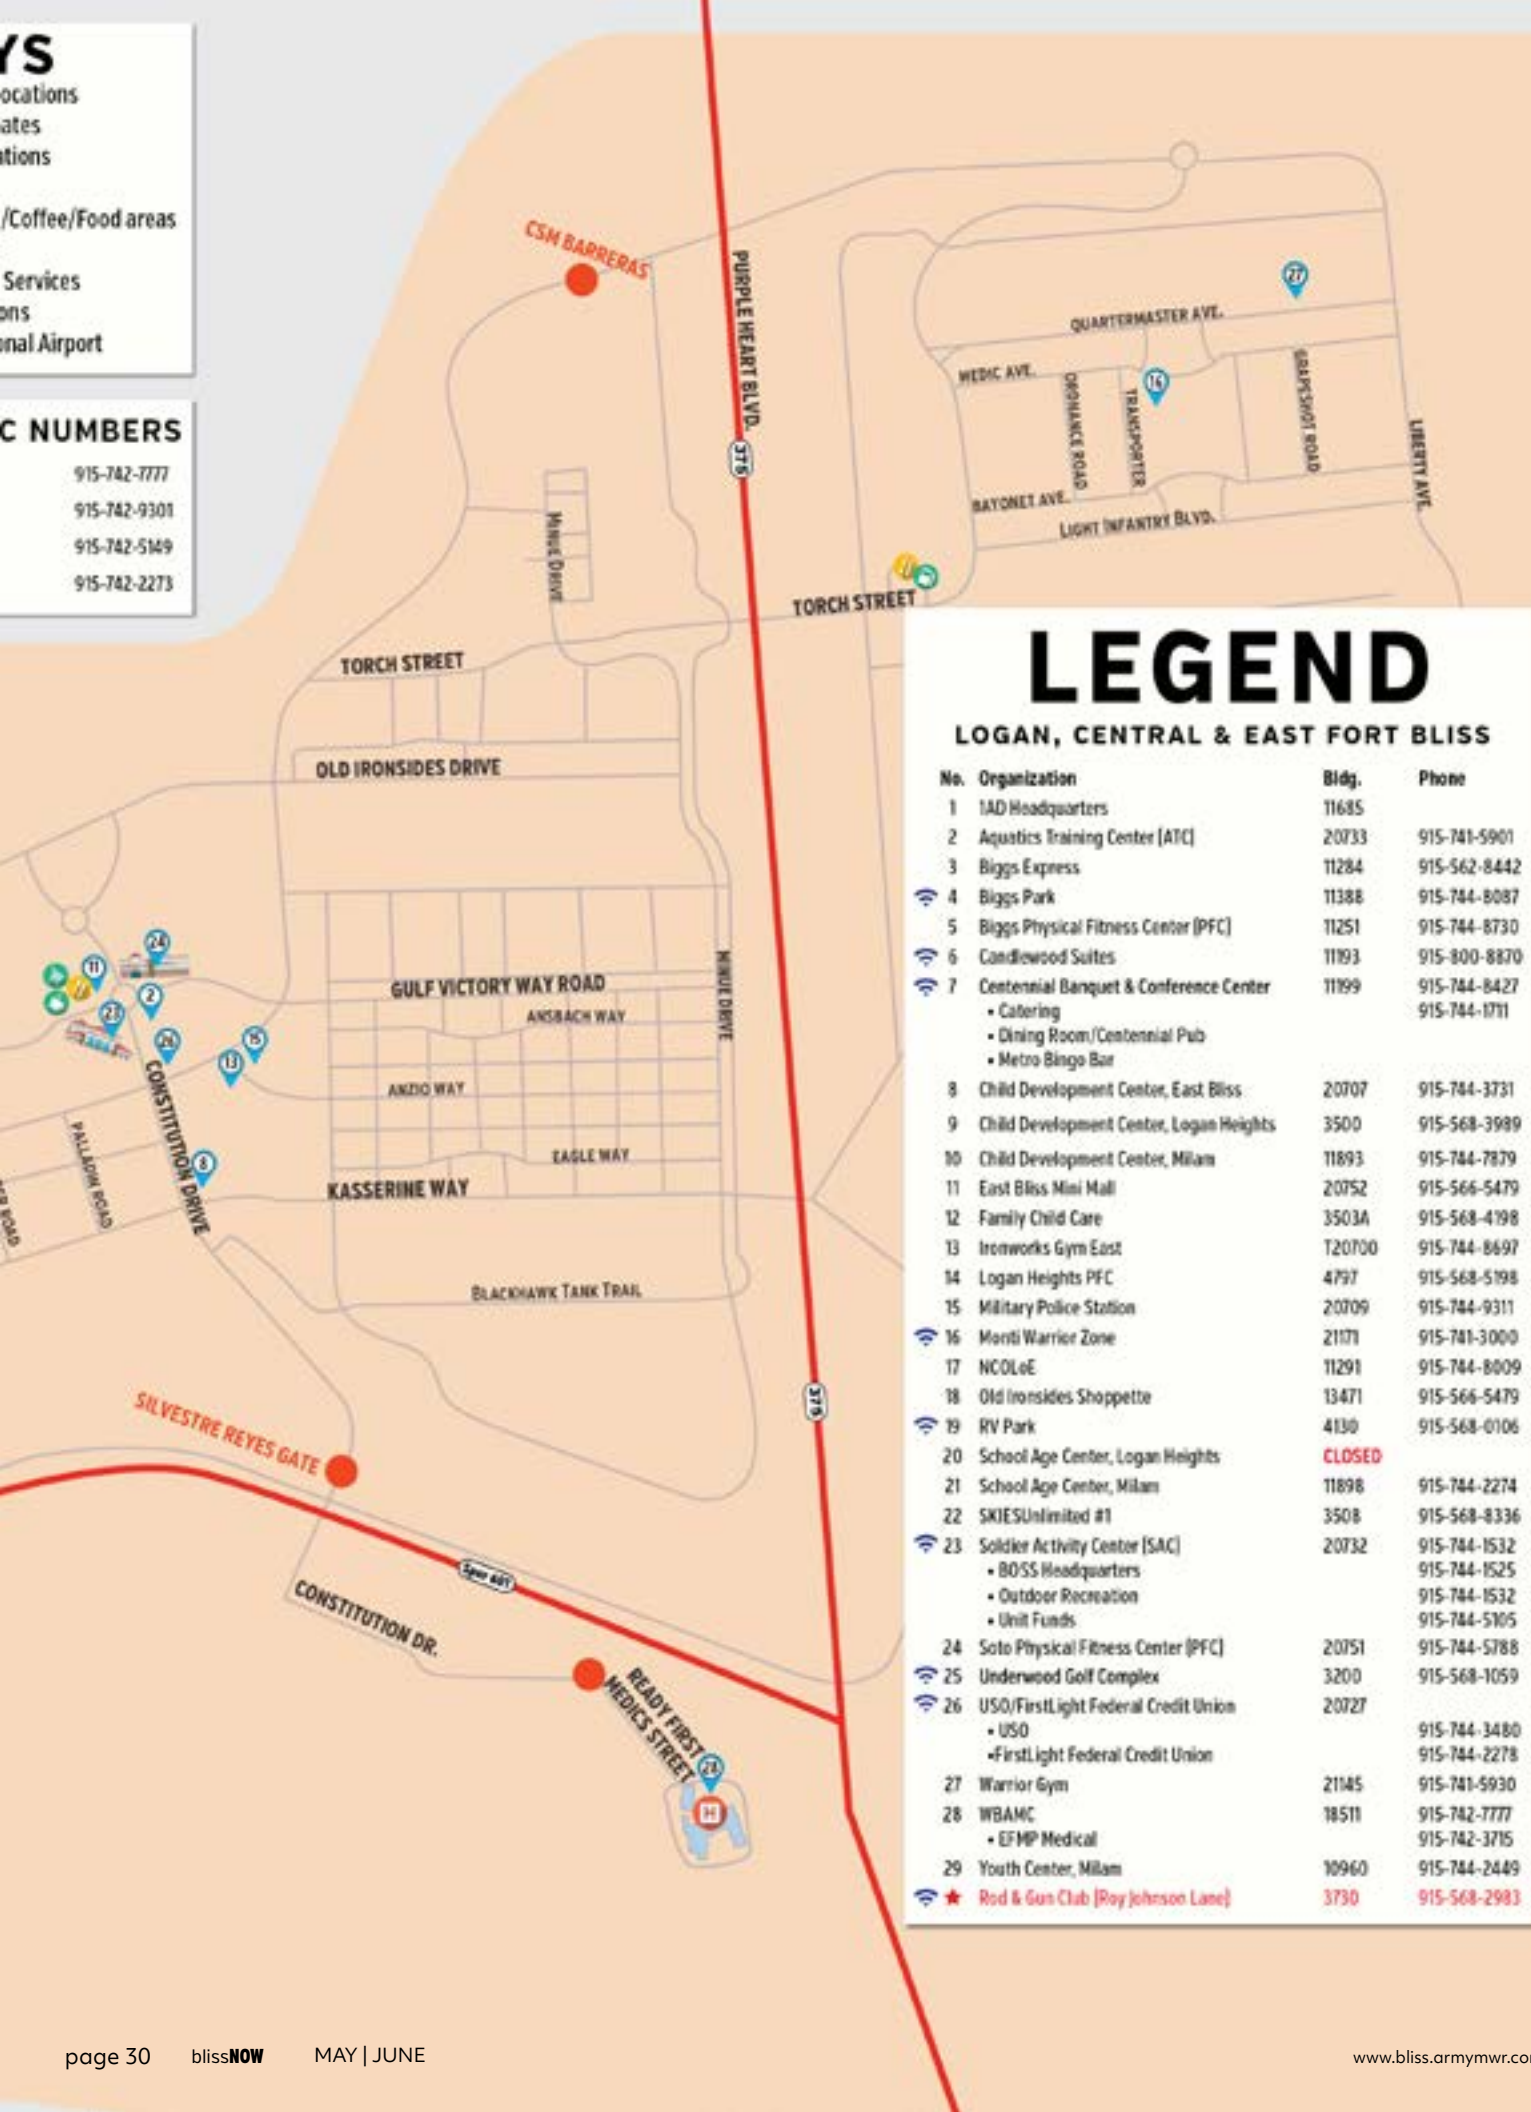 YS
ocations
ates
ations
/Coffee/Food areas
Services
ons
onal Airport
C NUMBERS
915-742-7777
915-742-9301
915-742-5149
915-742-2273
CSM BARRERAS
PURPLE HEART BLVD.
375
27
QUARTERMASTER AVE.
MEDIC AVE.
16
ORDNANCE ROAD
TRANSPORTER
GRAPESHOT ROAD
LIBERTY AVE.
BAYONET AVE.
LIGHT INFANTRY BLVD.
MINUE DRIVE
TORCH STREET
TORCH STREET
OLD IRONSIDES DRIVE
24
11
2
23
26
15
13
GULF VICTORY WAY ROAD
ANSBACH WAY
MINUE DRIVE
ANZIO WAY
CONSTITUTION DRIVE
PALLADIN ROAD
ER ROAD
8
EAGLE WAY
KASSERINE WAY
BLACKHAWK TANK TRAIL
375
SILVESTRE REYES GATE
Spur 601
CONSTITUTION DR.
READY FIRST
MEDICS STREET
28
H
LEGEND
LOGAN, CENTRAL & EAST FORT BLISS
No. Organization Bldg. Phone
1 1AD Headquarters 11685
2 Aquatics Training Center (ATC) 20733 915-741-5901
3 Biggs Express 11284 915-562-8442
4 Biggs Park 11388 915-744-8087
5 Biggs Physical Fitness Center (PFC) 11251 915-744-8730
6 Candlewood Suites 11193 915-800-8870
7 Centennial Banquet & Conference Center 11199 915-744-8427
• Catering 915-744-1711
• Dining Room/Centennial Pub
• Metro Bingo Bar
8 Child Development Center, East Bliss 20707 915-744-3731
9 Child Development Center, Logan Heights 3500 915-568-3989
10 Child Development Center, Milam 11893 915-744-7879
11 East Bliss Mini Mall 20752 915-566-5479
12 Family Child Care 3503A 915-568-4198
13 Ironworks Gym East T20700 915-744-8697
14 Logan Heights PFC 4797 915-568-5198
15 Military Police Station 20709 915-744-9311
16 Monti Warrior Zone 21171 915-741-3000
17 NCOLoE 11291 915-744-8009
18 Old Ironsides Shoppette 13471 915-566-5479
19 RV Park 4130 915-568-0106
20 School Age Center, Logan Heights CLOSED
21 School Age Center, Milam 11898 915-744-2274
22 SKIESUnlimited #1 3508 915-568-8336
23 Soldier Activity Center (SAC) 20732 915-744-1532
• BOSS Headquarters 915-744-1525
• Outdoor Recreation 915-744-1532
• Unit Funds 915-744-5105
24 Soto Physical Fitness Center (PFC) 20751 915-744-5788
25 Underwood Golf Complex 3200 915-568-1059
26 USO/FirstLight Federal Credit Union 20727
• USO 915-744-3480
•FirstLight Federal Credit Union 915-744-2278
27 Warrior Gym 21145 915-741-5930
28 WBAMC 18511 915-742-7777
• EFMP Medical 915-742-3715
29 Youth Center, Milam 10960 915-744-2449
★ Rod & Gun Club (Roy Johnson Lane) 3730 915-568-2983
page 30 blissNOW MAY | JUNE
www.bliss.armymwr.co